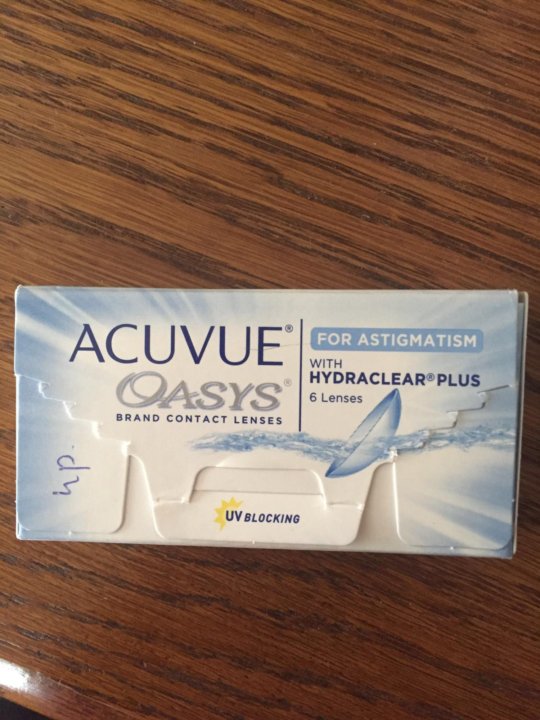 ACUVUE®
OASYS®
BRAND CONTACT LENSES
FOR ASTIGMATISM
WITH
HYDRACLEAR® PLUS
6 Lenses
UV BLOCKING